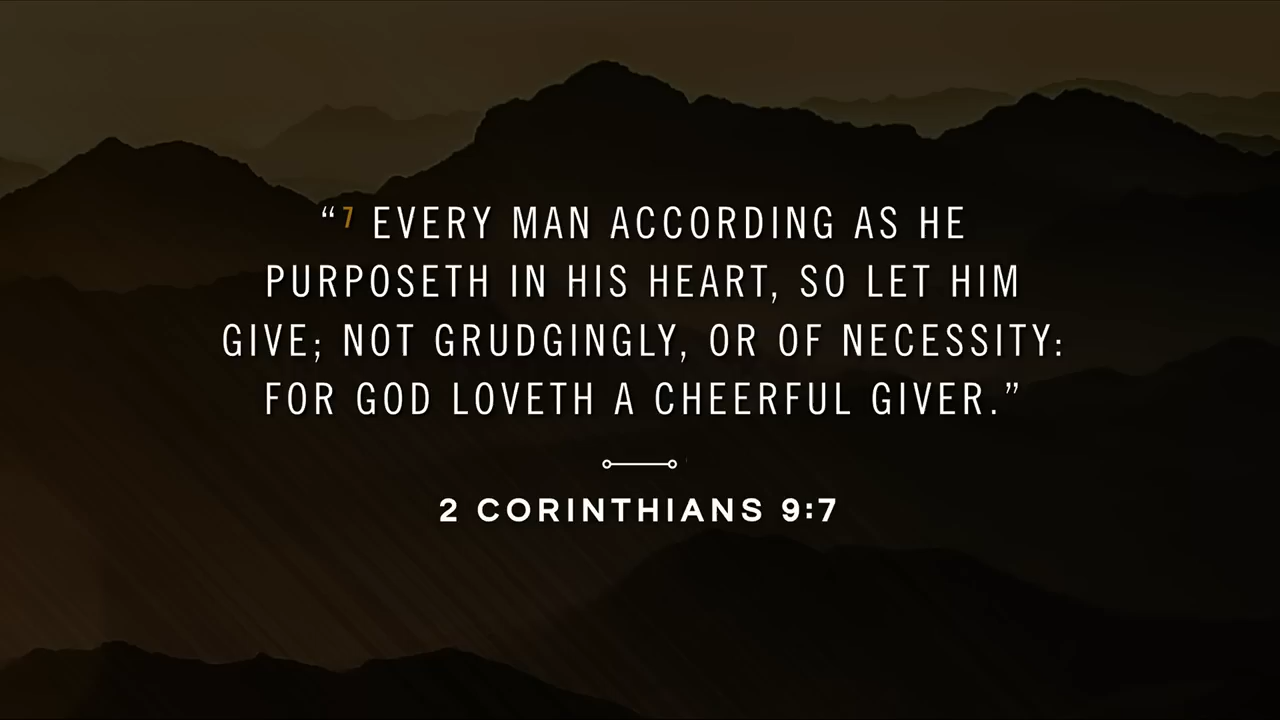 “7 EVERY MAN ACCORDING AS HE
PURPOSETH IN HIS HEART, SO LET HIM
GIVE; NOT GRUDGINGLY, OR OF NECESSITY:
FOR GOD LOVETH A CHEERFUL GIVER.”
2 CORINTHIANS 9:7